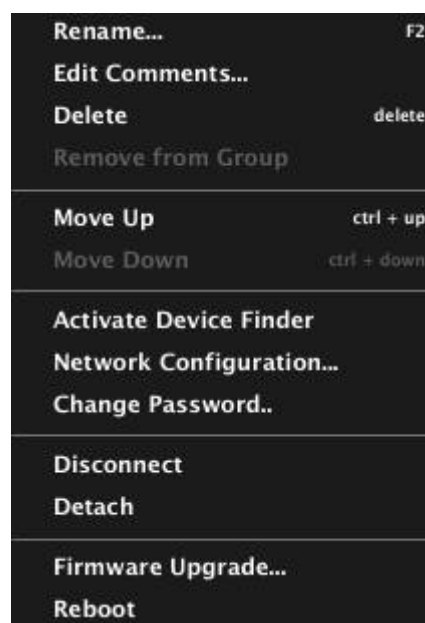 Rename... F2
Edit Comments...
Delete delete
Remove from Group
Move Up ctrl + up
Move Down ctrl + down
Activate Device Finder
Network Configuration...
Change Password..
Disconnect
Detach
Firmware Upgrade...
Reboot